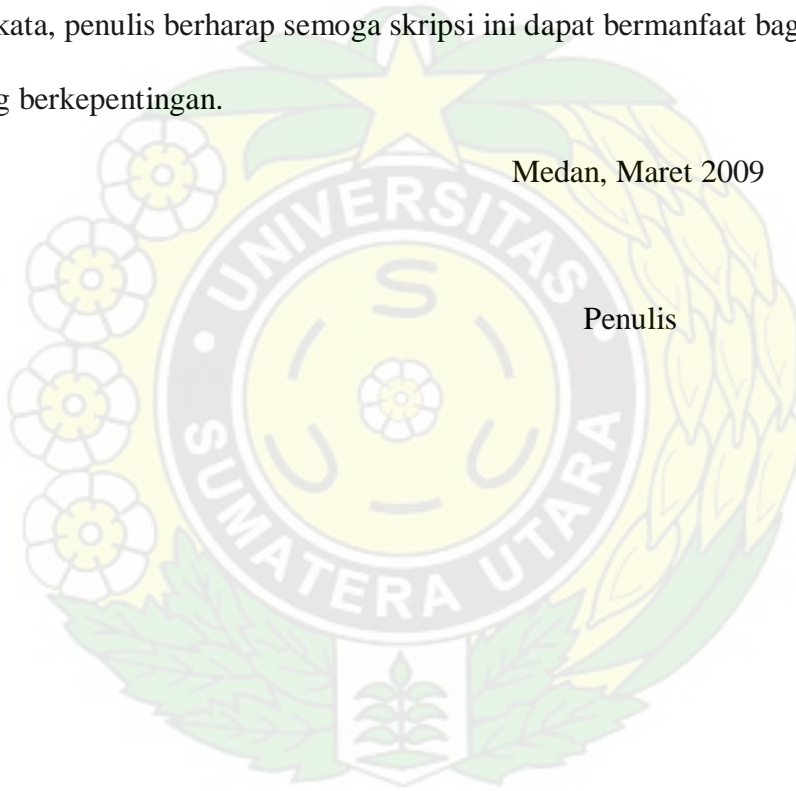 kata, penulis berharap semoga skripsi ini dapat bermanfaat bag
g berkepentingan.
Medan, Maret 2009
Penulis
UNIVERSITAS
SUMATERA UTARA
S
U
U